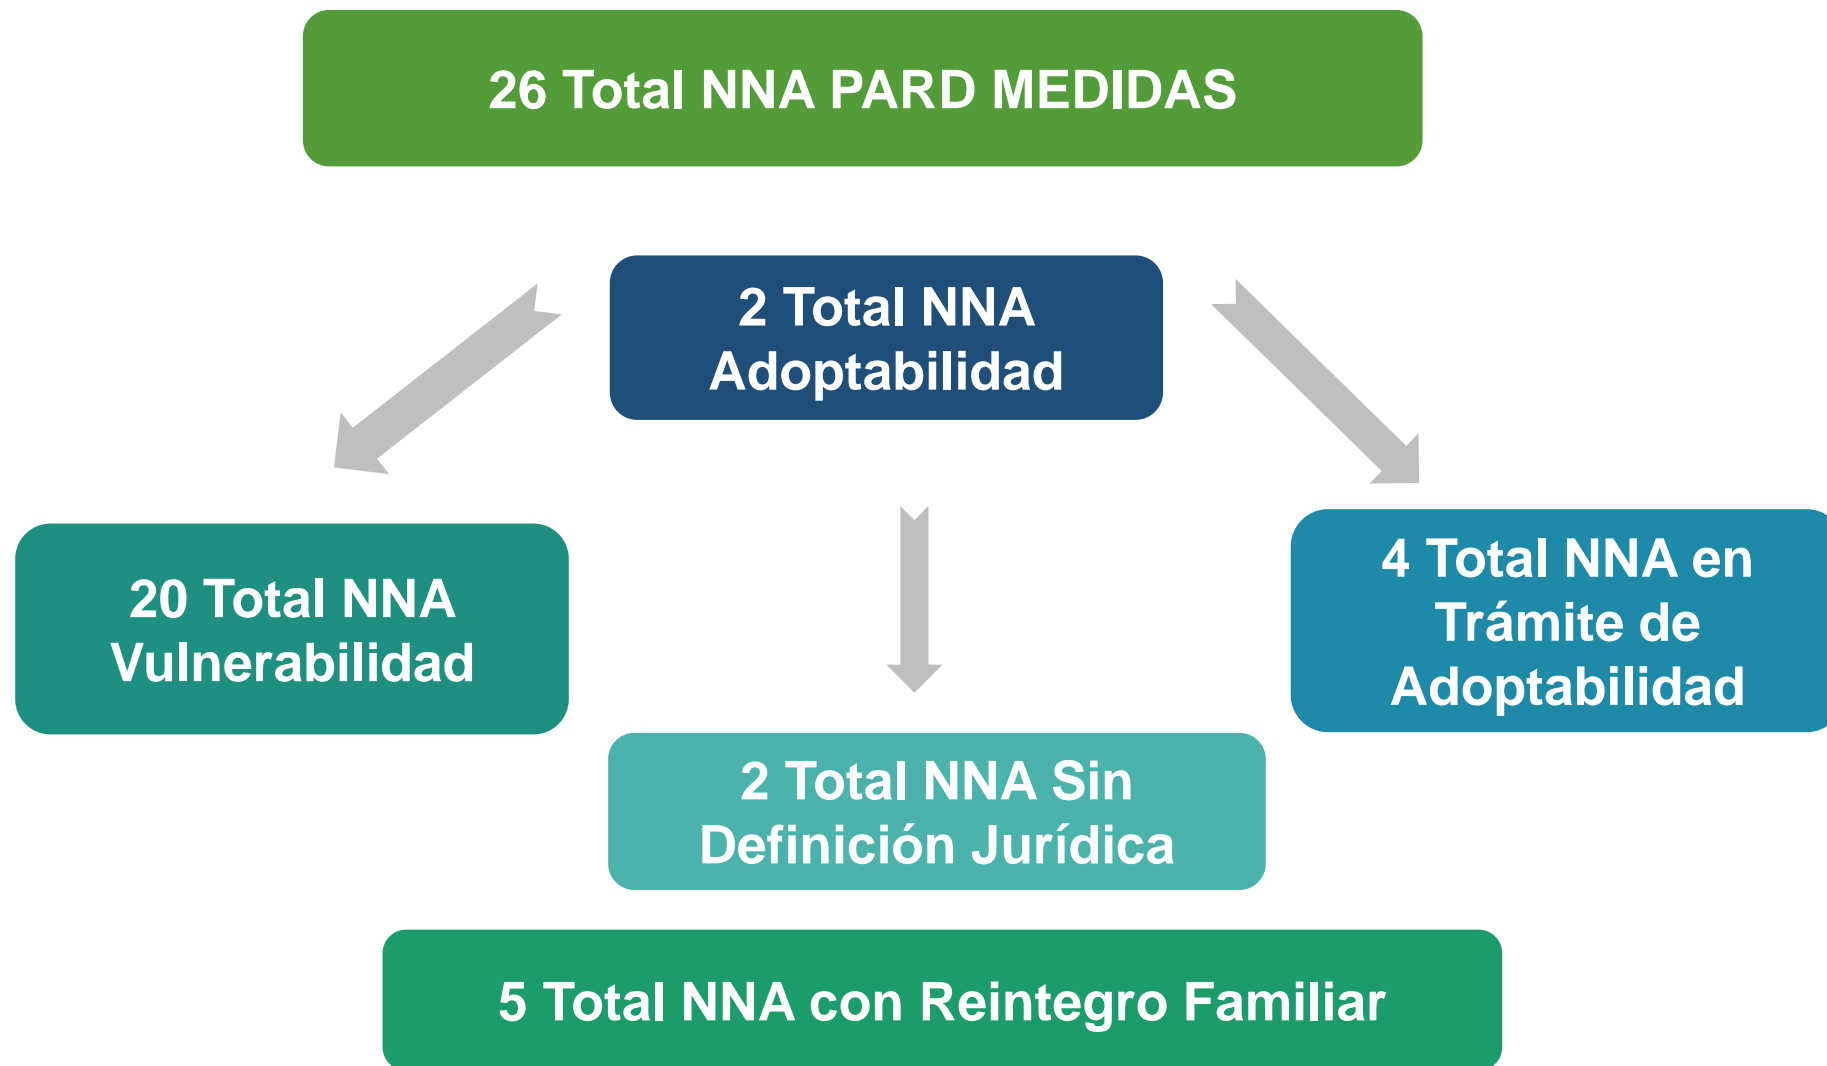 26 Total NNA PARD MEDIDAS
2 Total NNA
Adoptabilidad
20 Total NNA
Vulnerabilidad
4 Total NNA en
Trámite de
Adoptabilidad
2 Total NNA Sin
Definición Jurídica
5 Total NNA con Reintegro Familiar